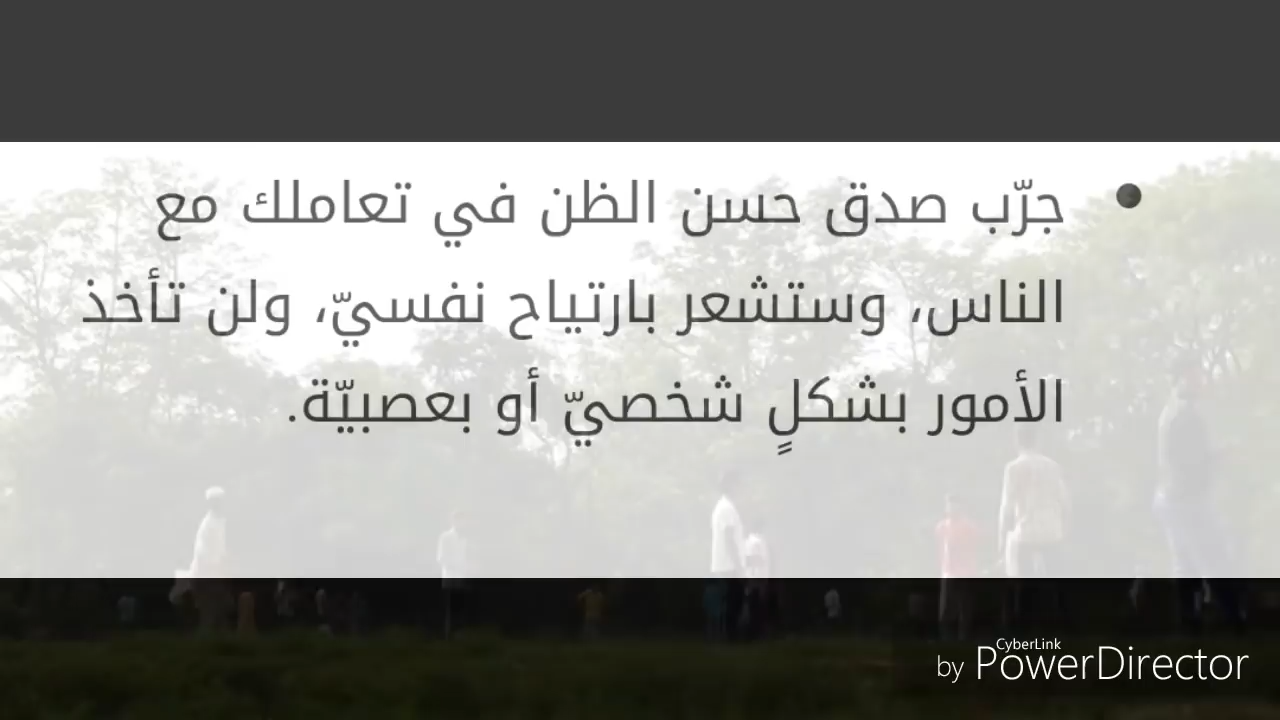 • جرّب صدق حسن الظن في تعاملك مع
الناس، وستشعر بارتياح نفسيّ، ولن تأخذ
الأمور بشكلٍ شخصيّ أو بعصبيّة.
CyberLink
by PowerDirector